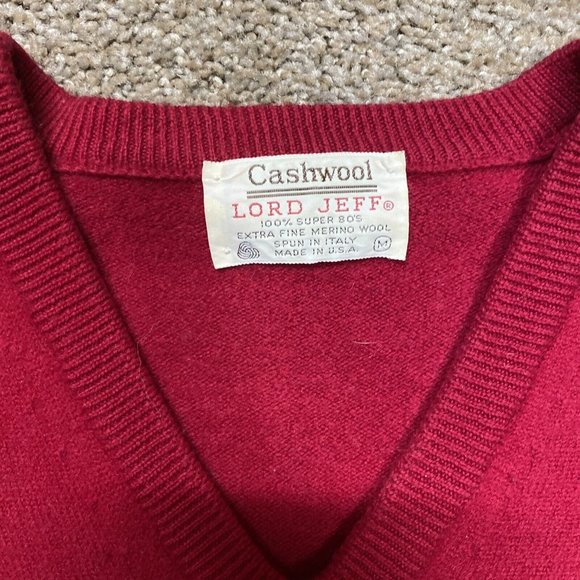 Cashwool
LORD JEFF®
100% SUPER 80'S
EXTRA FINE MERINO WOOL
SPUN IN ITALY
MADE IN U.S.A.
M